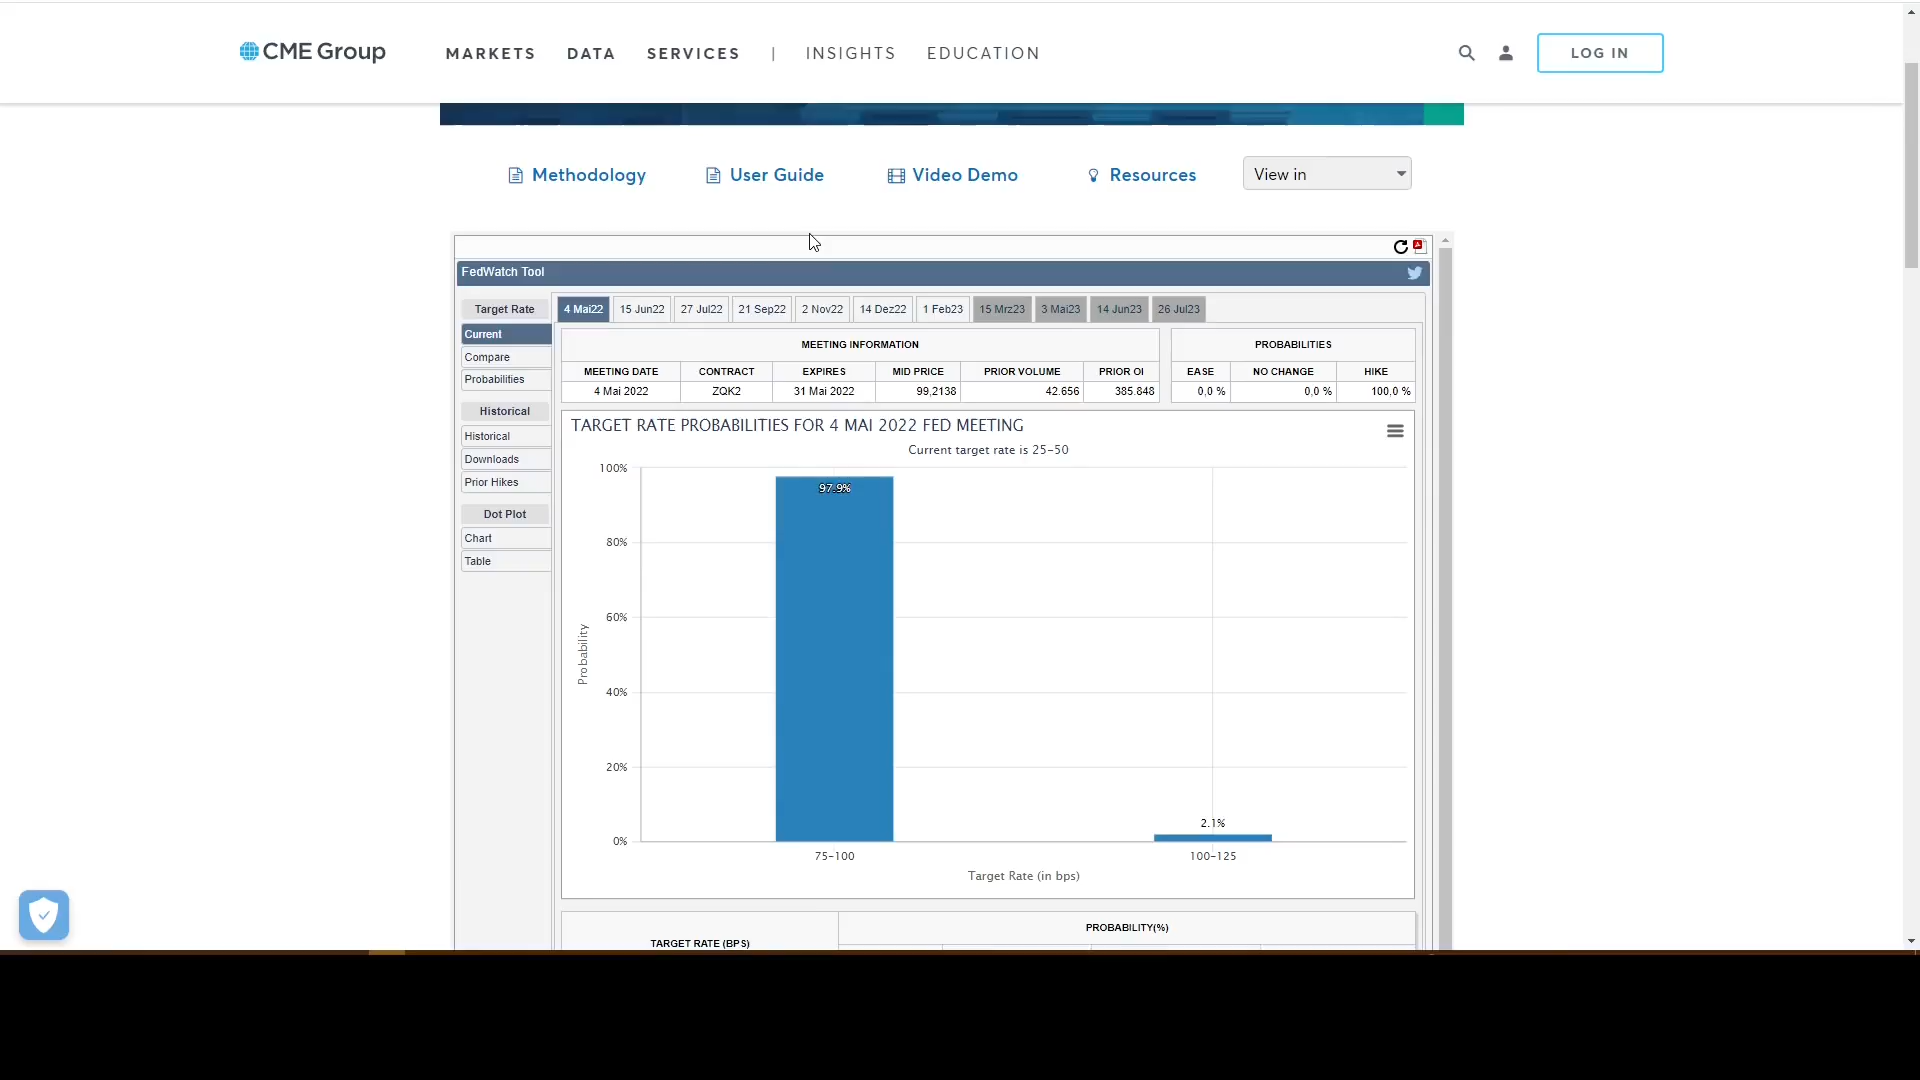 CME Group
MARKETS DATA SERVICES | INSIGHTS EDUCATION
LOG IN
Methodology
User Guide
Video Demo
Resources
View in
FedWatch Tool
Target Rate
Current
Compare
Probabilities
Historical
Historical
Downloads
Prior Hikes
Dot Plot
Chart
Table
4 Mai22 15 Jun22 27 Jul22 21 Sep22 2 Nov22 14 Dez22 1 Feb23 15 Mrz23 3 Mai23 14 Jun23 26 Jul23
MEETING INFORMATION
MEETING DATE CONTRACT EXPIRES MID PRICE PRIOR VOLUME PRIOR OI
4 Mai 2022 ZQK2 31 Mai 2022 99,2138 42.656 385.848
PROBABILITIES
EASE NO CHANGE HIKE
0,0 % 0,0 % 100,0 %
TARGET RATE PROBABILITIES FOR 4 MAI 2022 FED MEETING
Current target rate is 25-50
Probability
100%
80%
60%
40%
20%
0%
97.9%
2.1%
75-100
100-125
Target Rate (in bps)
TARGET RATE (BPS)
PROBABILITY(%)